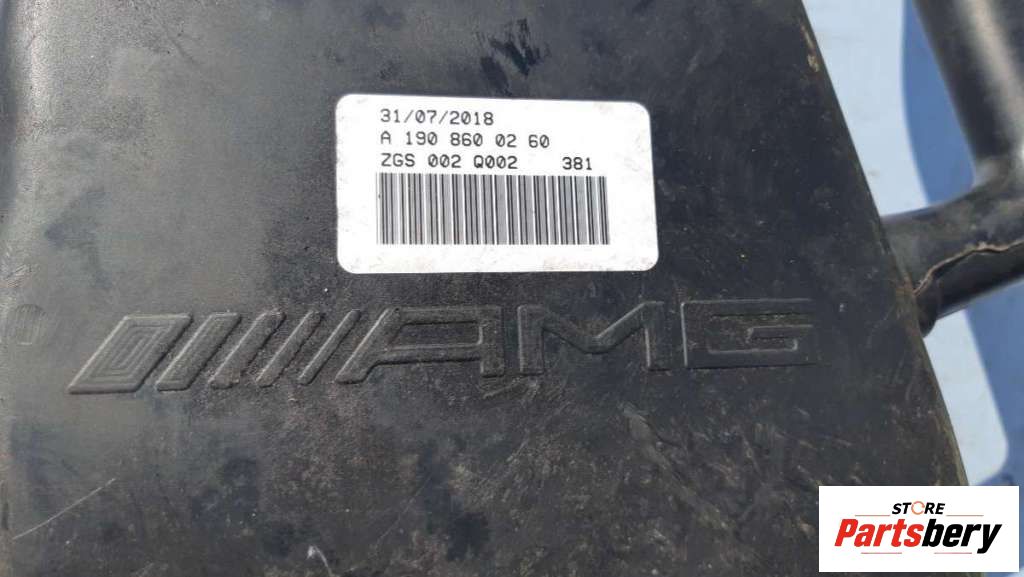 31/07/2018
A 190 860 02 60
ZGS 002 Q002 381
AMG
STORE
Partsbery